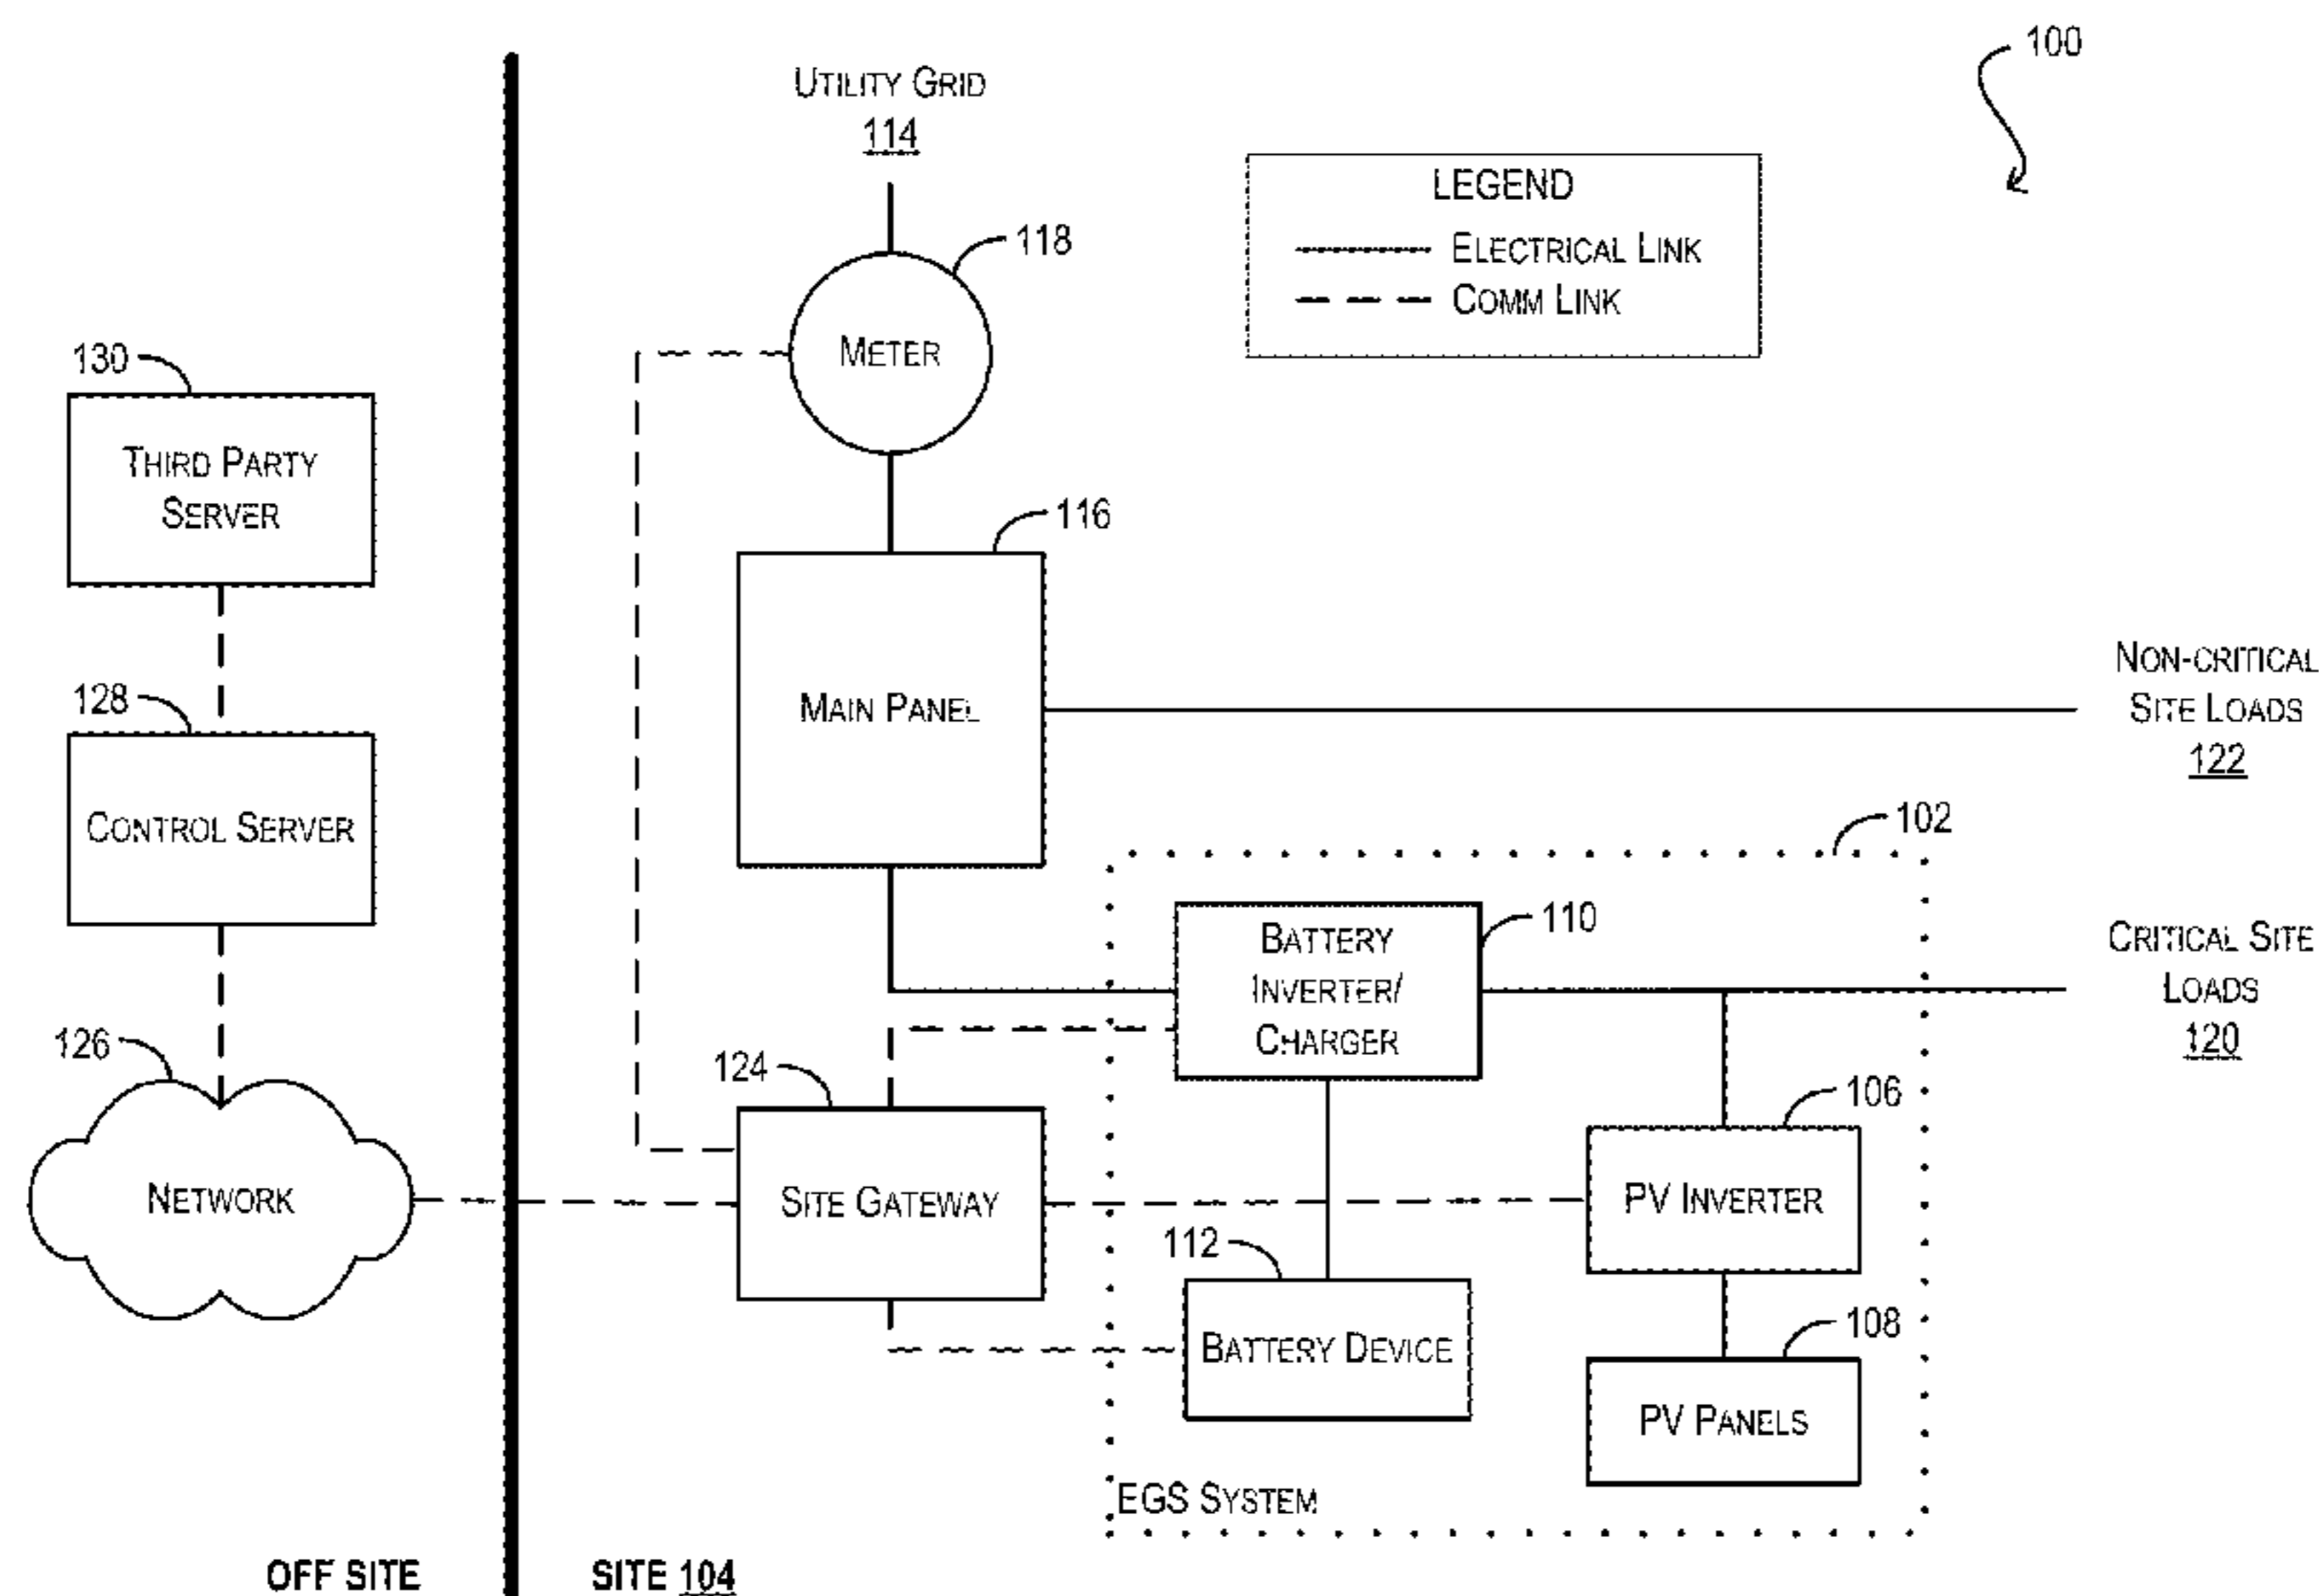 100
UTILITY GRID
114
LEGEND
ELECTRICAL LINK
COMM LINK
118
METER
130
THIRD PARTY
SERVER
116
MAIN PANEL
NON-CRITICAL
SITE LOADS
122
128
CONTROL SERVER
102
110
BATTERY
INVERTER/
CHARGER
CRITICAL SITE
LOADS
120
126
NETWORK
124
SITE GATEWAY
106
PV INVERTER
112
BATTERY DEVICE
108
PV PANELS
EGS SYSTEM
OFF SITE
SITE 104